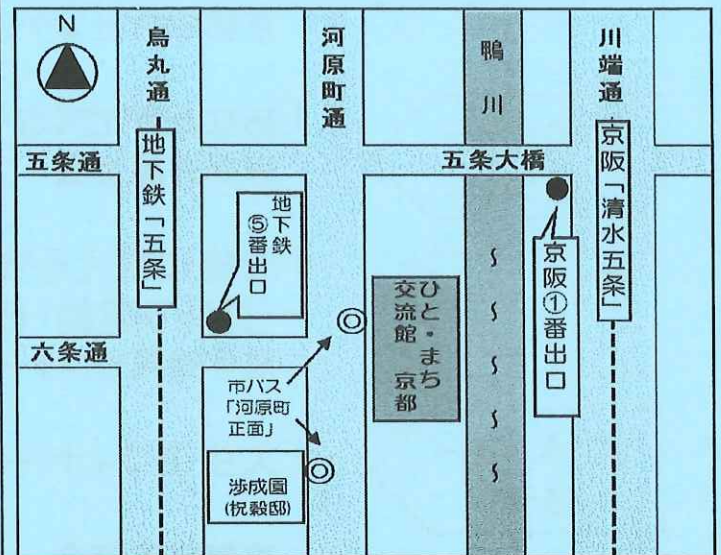 N
烏丸通
河原町通
鴨川
川端通
五条通
五条大橋
地下鉄「五条」
京阪「清水五条」
地下鉄
⑤番出口
京阪①番出口
ひと・まち
交流館 京都
六条通
市バス
「河原町
正面」
渉成園
(枳殻邸)